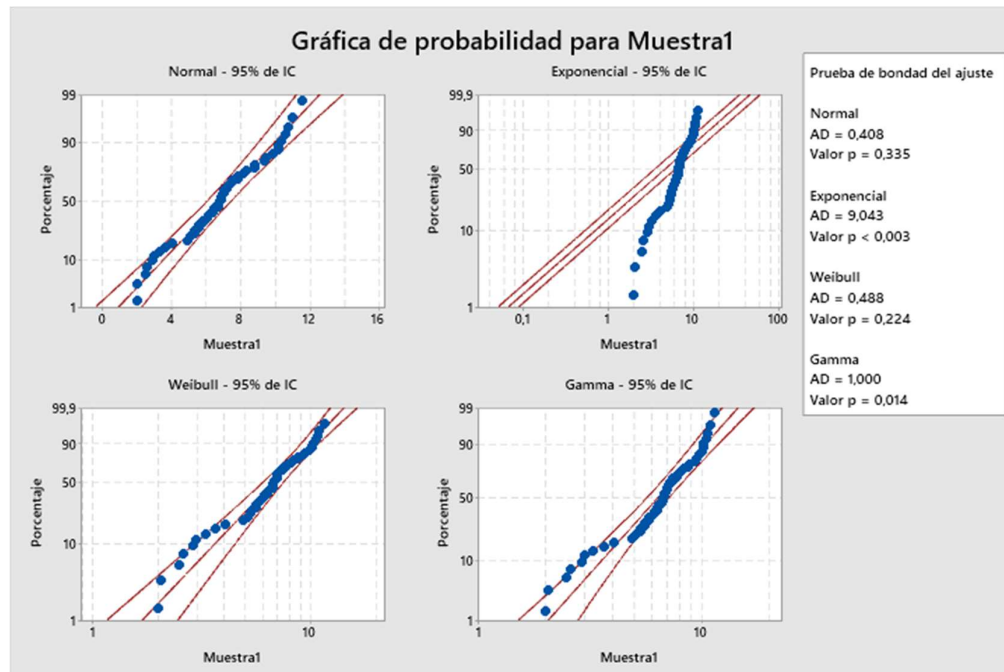 Gráfica de probabilidad para Muestra1
Normal - 95% de IC
99
90
50
10
1
Porcentaje
0
4
8
12
16
Muestra1
Exponencial - 95% de IC
99,9
90
50
10
1
Porcentaje
0,1
1
10
100
Muestra1
Weibull - 95% de IC
99,9
90
50
10
1
Porcentaje
1
10
Muestra1
Gamma - 95% de IC
99
90
50
10
1
Porcentaje
1
10
Muestra1
Prueba de bondad del ajuste
Normal
AD = 0,408
Valor p = 0,335
Exponencial
AD = 9,043
Valor p < 0,003
Weibull
AD = 0,488
Valor p = 0,224
Gamma
AD = 1,000
Valor p = 0,014